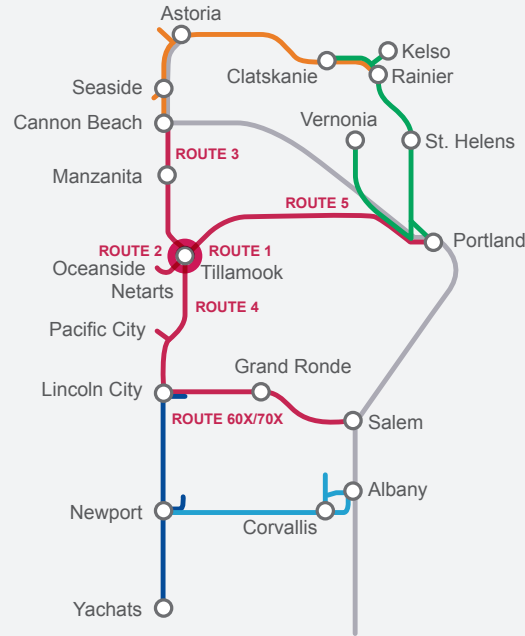 Astoria
Kelso
Clatskanie
Rainier
Seaside
Vernonia
Cannon Beach
St. Helens
ROUTE 3
Manzanita
ROUTE 5
Portland
ROUTE 2
ROUTE 1
Oceanside
Tillamook
Netarts
ROUTE 4
Pacific City
Grand Ronde
Lincoln City
ROUTE 60X/70X
Salem
Albany
Newport
Corvallis
Yachats